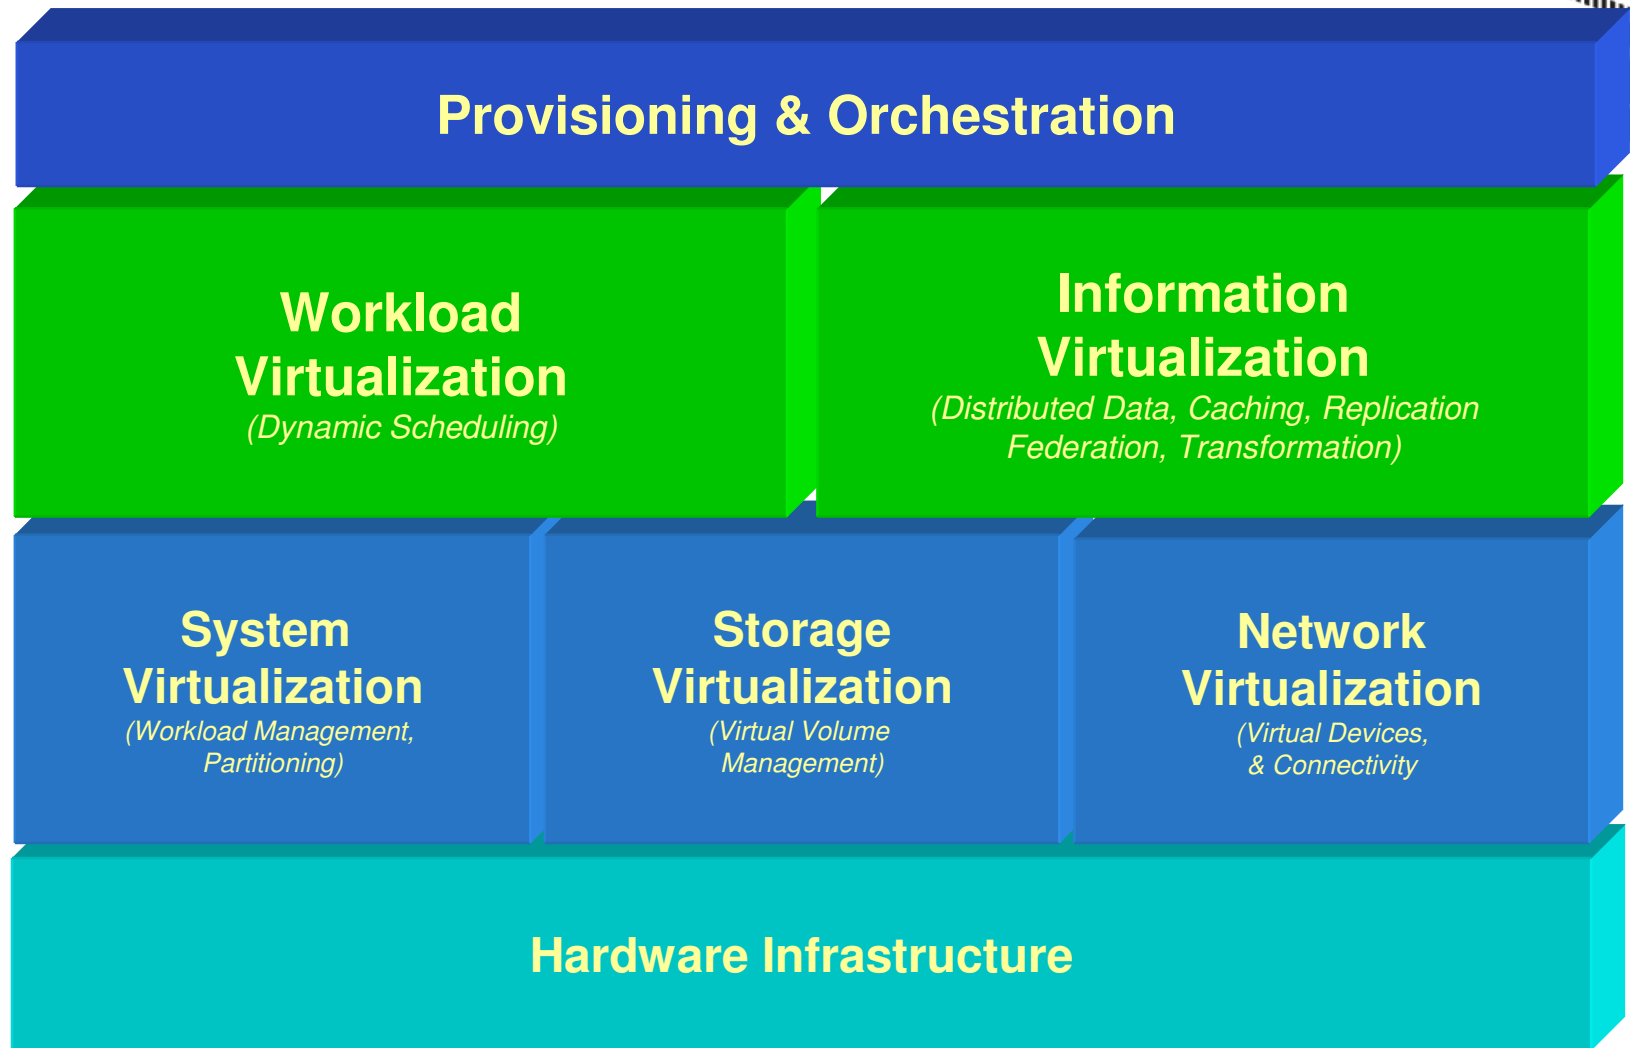 Provisioning & Orchestration
Workload
Virtualization
(Dynamic Scheduling)
Information
Virtualization
(Distributed Data, Caching, Replication
Federation, Transformation)
System
Virtualization
(Workload Management,
Partitioning)
Storage
Virtualization
(Virtual Volume
Management)
Network
Virtualization
(Virtual Devices,
& Connectivity
Hardware Infrastructure